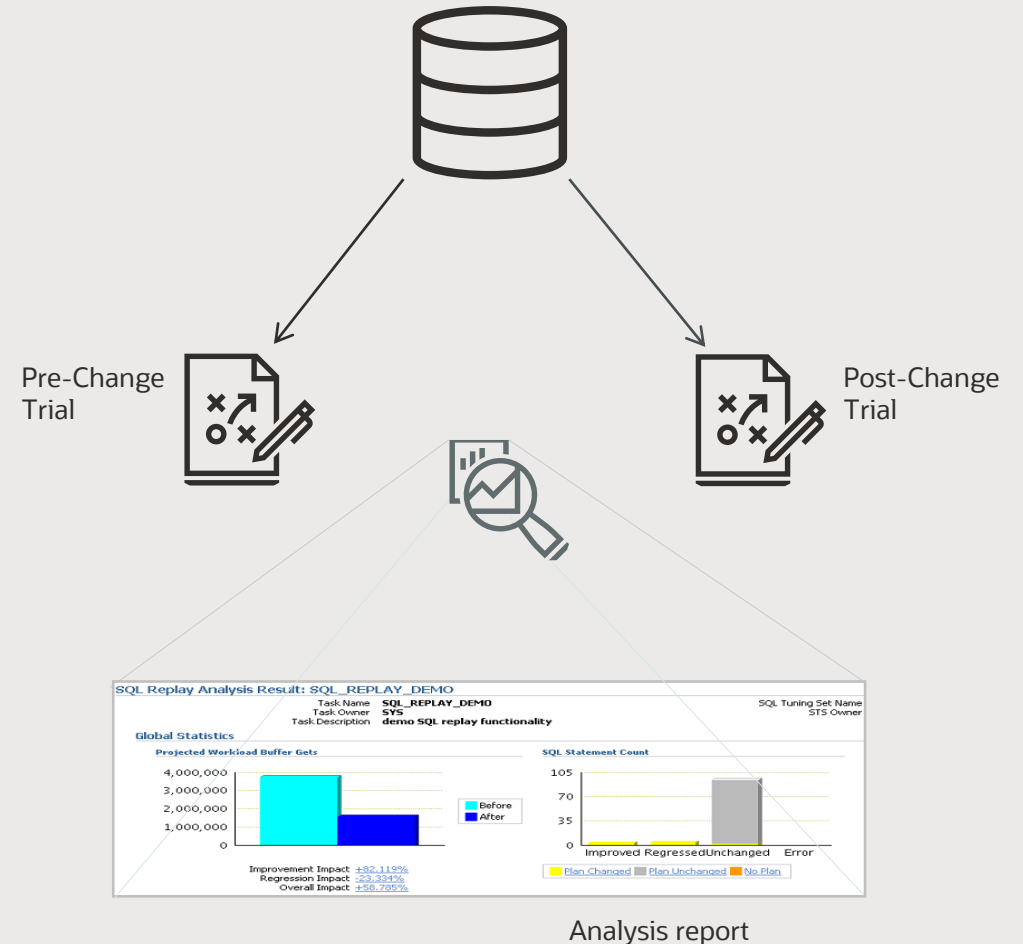 Pre-Change
Trial
Post-Change
Trial
SQL Replay Analysis Result: SQL_REPLAY_DEMO
Task Name SQL_REPLAY_DEMO
SQL Tuning Set Name
Task Owner SYS
STS Owner
Task Description demo SQL replay functionality
Global Statistics
Projected Workload Buffer Gets
4,000,000
3,000,000
2,000,000
1,000,000
0
Before
After
Improvement Impact +82.119%
Regression Impact -23.334%
Overall Impact +58.785%
SQL Statement Count
105
70
35
0
Improved Regressed Unchanged Error
Plan Changed Plan Unchanged No Plan
Analysis report